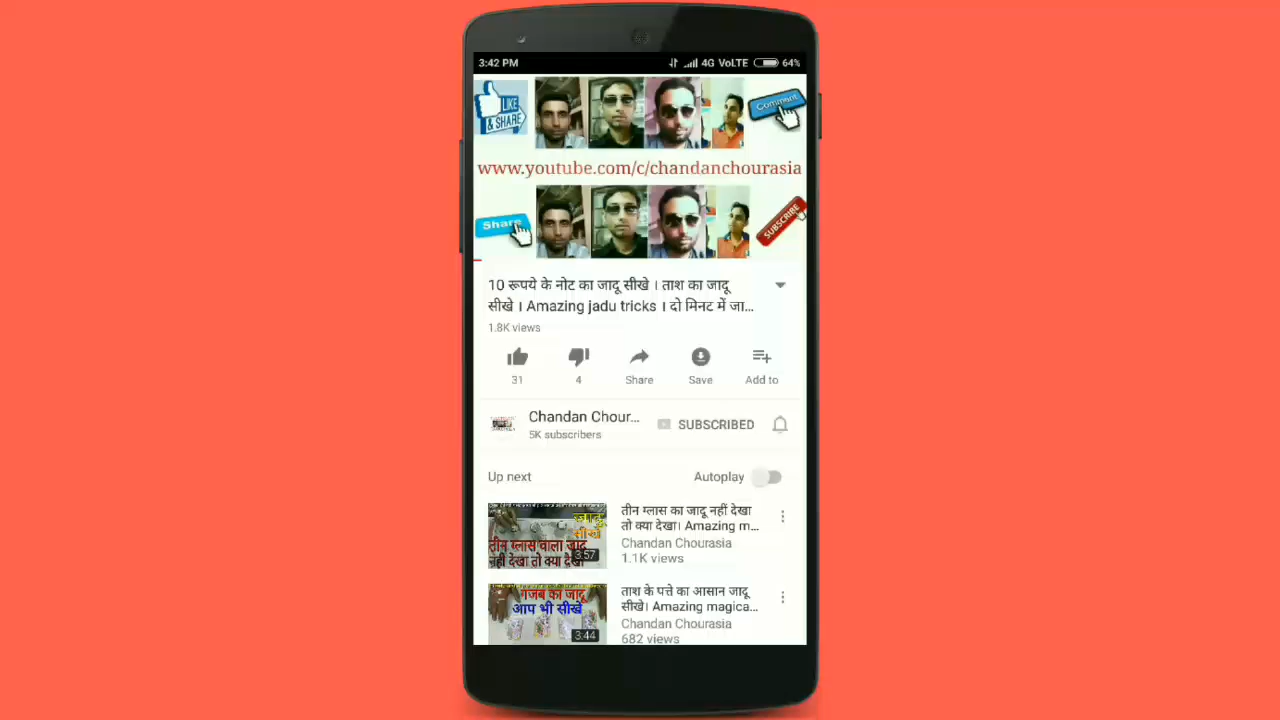 3:42 PM 4G VoLTE 64%
LIKE & SHARE
Comment
www.youtube.com/c/chandanchourasia
Share
SUBSCRIBE
10 रूपये के नोट का जादू सीखे । ताश का जादू
सीखे । Amazing jadu tricks । दो मिनट में जा...
1.8K views
31 4 Share Save Add to
Chandan Chour... SUBSCRIBED
5K subscribers
Up next Autoplay
जादू
सीखे
तीन ग्लास वाला जादू
नहीं देखा तो क्या देखा
3:57
तीन ग्लास का जादू नहीं देखा
तो क्या देखा। Amazing m...
Chandan Chourasia
1.1K views
गजब का जादू
आप भी सीखे
3:44
ताश के पत्ते का आसान जादू
सीखे। Amazing magica...
Chandan Chourasia
682 views